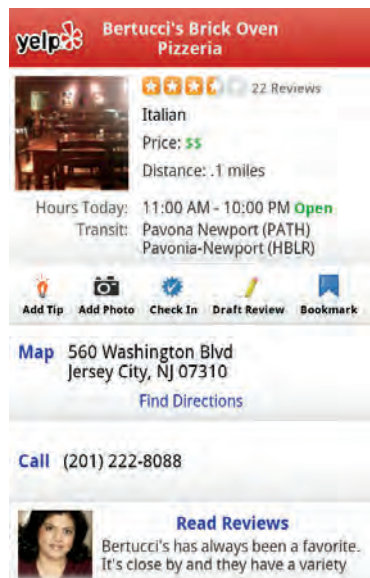 yelp
Bertucci's Brick Oven
Pizzeria
22 Reviews
Italian
Price: $$
Distance: .1 miles
Hours Today: 11:00 AM - 10:00 PM Open
Transit: Pavona Newport (PATH)
Pavonia-Newport (HBLR)
Add Tip Add Photo Check In Draft Review Bookmark
Map 560 Washington Blvd
Jersey City, NJ 07310
Find Directions
Call (201) 222-8088
Read Reviews
Bertucci's has always been a favorite.
It's close by and they have a variety